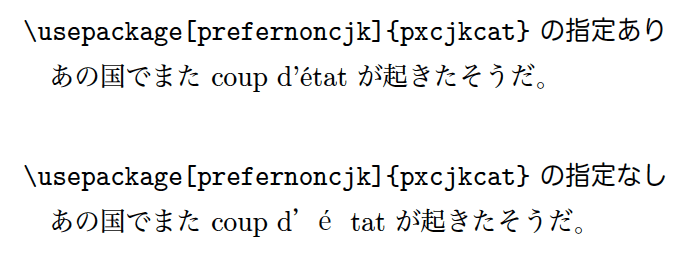 \usepackage[prefernoncjk]{pxcjkcat} の指定あり
あの国でまた coup d’état が起きたそうだ。
\usepackage[prefernoncjk]{pxcjkcat} の指定なし
あの国でまた coup d’ é tat が起きたそうだ。